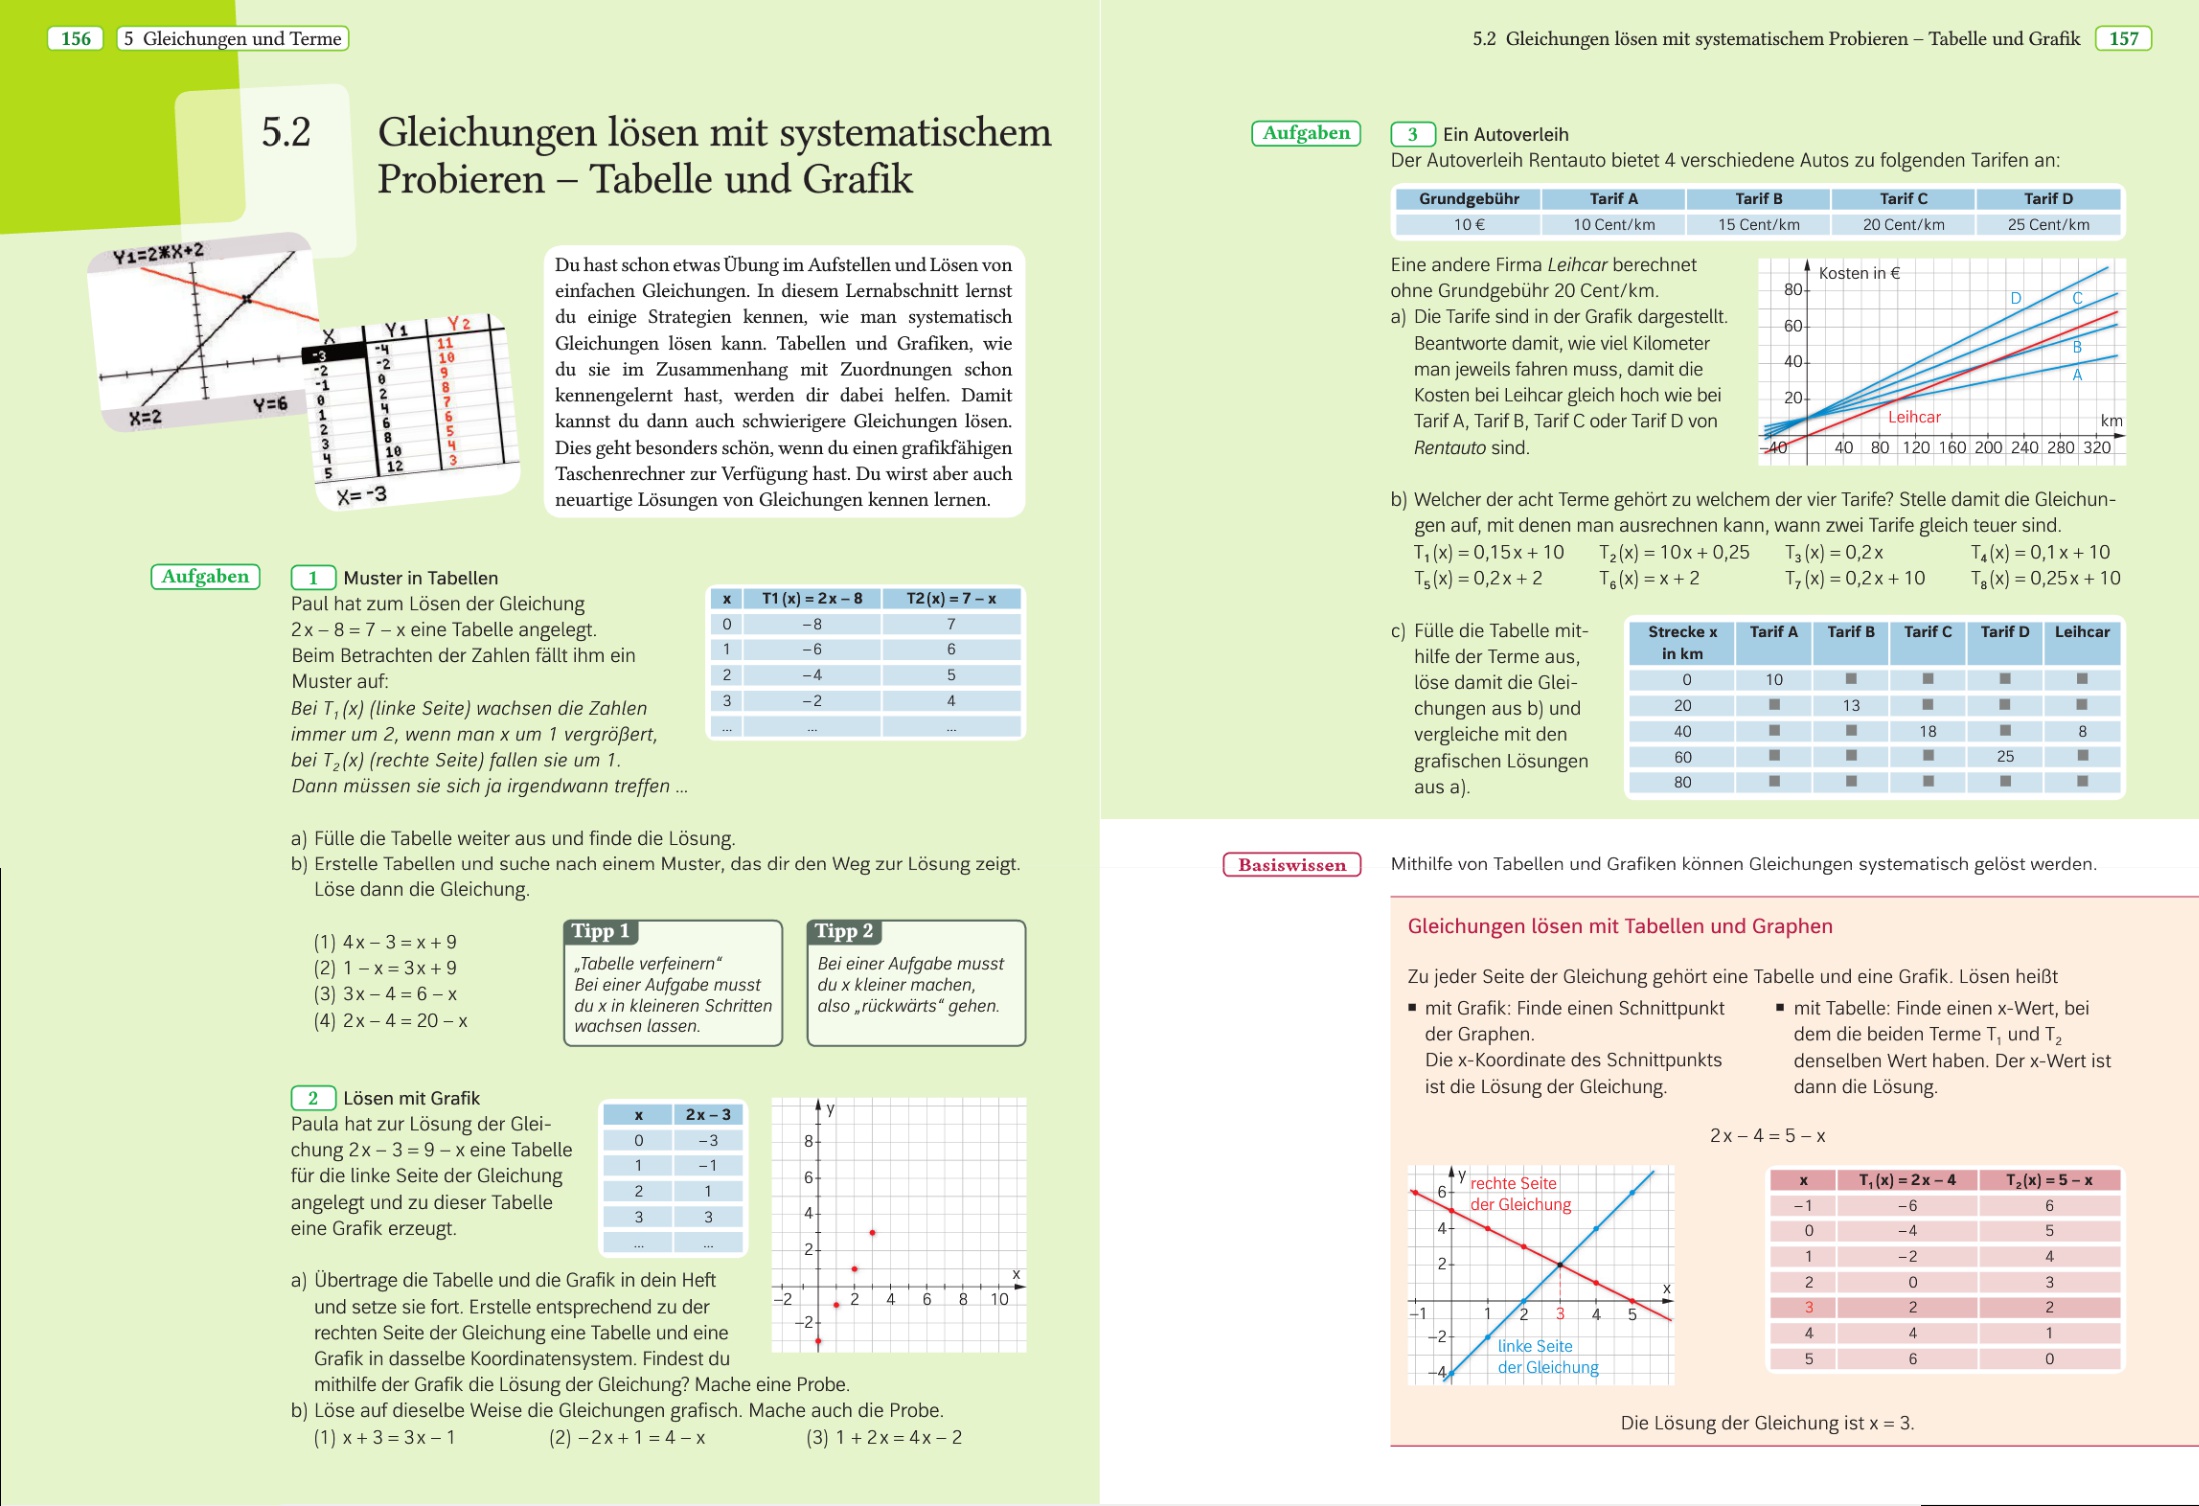 156 5 Gleichungen und Terme
5.2 Gleichungen lösen mit systematischem
Probieren – Tabelle und Grafik
Y1=2*X+2
X=2 Y=6
X Y1 Y2
-3 -4 11
-2 -2 10
-1 0 9
0 2 8
1 4 7
2 6 6
3 8 5
4 10 4
5 12 3
X=-3
Du hast schon etwas Übung im Aufstellen und Lösen von
einfachen Gleichungen. In diesem Lernabschnitt lernst
du einige Strategien kennen, wie man systematisch
Gleichungen lösen kann. Tabellen und Grafiken, wie
du sie im Zusammenhang mit Zuordnungen schon
kennengelernt hast, werden dir dabei helfen. Damit
kannst du dann auch schwierigere Gleichungen lösen.
Dies geht besonders schön, wenn du einen grafikfähigen
Taschenrechner zur Verfügung hast. Du wirst aber auch
neuartige Lösungen von Gleichungen kennen lernen.
Aufgaben
1 Muster in Tabellen
Paul hat zum Lösen der Gleichung
2x – 8 = 7 – x eine Tabelle angelegt.
Beim Betrachten der Zahlen fällt ihm ein
Muster auf:
Bei T₁(x) (linke Seite) wachsen die Zahlen
immer um 2, wenn man x um 1 vergrößert,
bei T₂(x) (rechte Seite) fallen sie um 1.
Dann müssen sie sich ja irgendwann treffen ...
x T1(x) = 2x – 8 T2(x) = 7 – x
0 –8 7
1 –6 6
2 –4 5
3 –2 4
... ... ...
a) Fülle die Tabelle weiter aus und finde die Lösung.
b) Erstelle Tabellen und suche nach einem Muster, das dir den Weg zur Lösung zeigt.
Löse dann die Gleichung.
(1) 4x – 3 = x + 9
(2) 1 – x = 3x + 9
(3) 3x – 4 = 6 – x
(4) 2x – 4 = 20 – x
Tipp 1
„Tabelle verfeinern“
Bei einer Aufgabe musst
du x in kleineren Schritten
wachsen lassen.
Tipp 2
Bei einer Aufgabe musst
du x kleiner machen,
also „rückwärts“ gehen.
2 Lösen mit Grafik
Paula hat zur Lösung der Glei-
chung 2x – 3 = 9 – x eine Tabelle
für die linke Seite der Gleichung
angelegt und zu dieser Tabelle
eine Grafik erzeugt.
x 2x – 3
0 –3
1 –1
2 1
3 3
... ...
y
8
6
4
2
x
–2 2 4 6 8 10
–2
a) Übertrage die Tabelle und die Grafik in dein Heft
und setze sie fort. Erstelle entsprechend zu der
rechten Seite der Gleichung eine Tabelle und eine
Grafik in dasselbe Koordinatensystem. Findest du
mithilfe der Grafik die Lösung der Gleichung? Mache eine Probe.
b) Löse auf dieselbe Weise die Gleichungen grafisch. Mache auch die Probe.
(1) x + 3 = 3x – 1 (2) –2x + 1 = 4 – x (3) 1 + 2x = 4x – 2
5.2 Gleichungen lösen mit systematischem Probieren – Tabelle und Grafik 157
Aufgaben
3 Ein Autoverleih
Der Autoverleih Rentauto bietet 4 verschiedene Autos zu folgenden Tarifen an:
Grundgebühr Tarif A Tarif B Tarif C Tarif D
10 € 10 Cent/km 15 Cent/km 20 Cent/km 25 Cent/km
Eine andere Firma Leihcar berechnet
ohne Grundgebühr 20 Cent/km.
a) Die Tarife sind in der Grafik dargestellt.
Beantworte damit, wie viel Kilometer
man jeweils fahren muss, damit die
Kosten bei Leihcar gleich hoch wie bei
Tarif A, Tarif B, Tarif C oder Tarif D von
Rentauto sind.
Kosten in €
80
60
40
20
D C
B
A
Leihcar
km
–40 40 80 120 160 200 240 280 320
b) Welcher der acht Terme gehört zu welchem der vier Tarife? Stelle damit die Gleichun-
gen auf, mit denen man ausrechnen kann, wann zwei Tarife gleich teuer sind.
T₁(x) = 0,15x + 10 T₂(x) = 10x + 0,25 T₃(x) = 0,2x T₄(x) = 0,1x + 10
T₅(x) = 0,2x + 2 T₆(x) = x + 2 T₇(x) = 0,2x + 10 T₈(x) = 0,25x + 10
c) Fülle die Tabelle mit-
hilfe der Terme aus,
löse damit die Glei-
chungen aus b) und
vergleiche mit den
grafischen Lösungen
aus a).
Strecke x Tarif A Tarif B Tarif C Tarif D Leihcar
in km
0 10 ■ ■ ■ ■
20 ■ 13 ■ ■ ■
40 ■ ■ 18 ■ 8
60 ■ ■ ■ 25 ■
80 ■ ■ ■ ■ ■
Basiswissen
Mithilfe von Tabellen und Grafiken können Gleichungen systematisch gelöst werden.
Gleichungen lösen mit Tabellen und Graphen
Zu jeder Seite der Gleichung gehört eine Tabelle und eine Grafik. Lösen heißt
■ mit Grafik: Finde einen Schnittpunkt
der Graphen.
Die x-Koordinate des Schnittpunkts
ist die Lösung der Gleichung.
■ mit Tabelle: Finde einen x-Wert, bei
dem die beiden Terme T₁ und T₂
denselben Wert haben. Der x-Wert ist
dann die Lösung.
2x – 4 = 5 – x
y
rechte Seite
der Gleichung
6
4
2
x
–1 1 2 3 4 5
–2
–4
linke Seite
der Gleichung
x T₁(x) = 2x – 4 T₂(x) = 5 – x
–1 –6 6
0 –4 5
1 –2 4
2 0 3
3 2 2
4 4 1
5 6 0
Die Lösung der Gleichung ist x = 3.